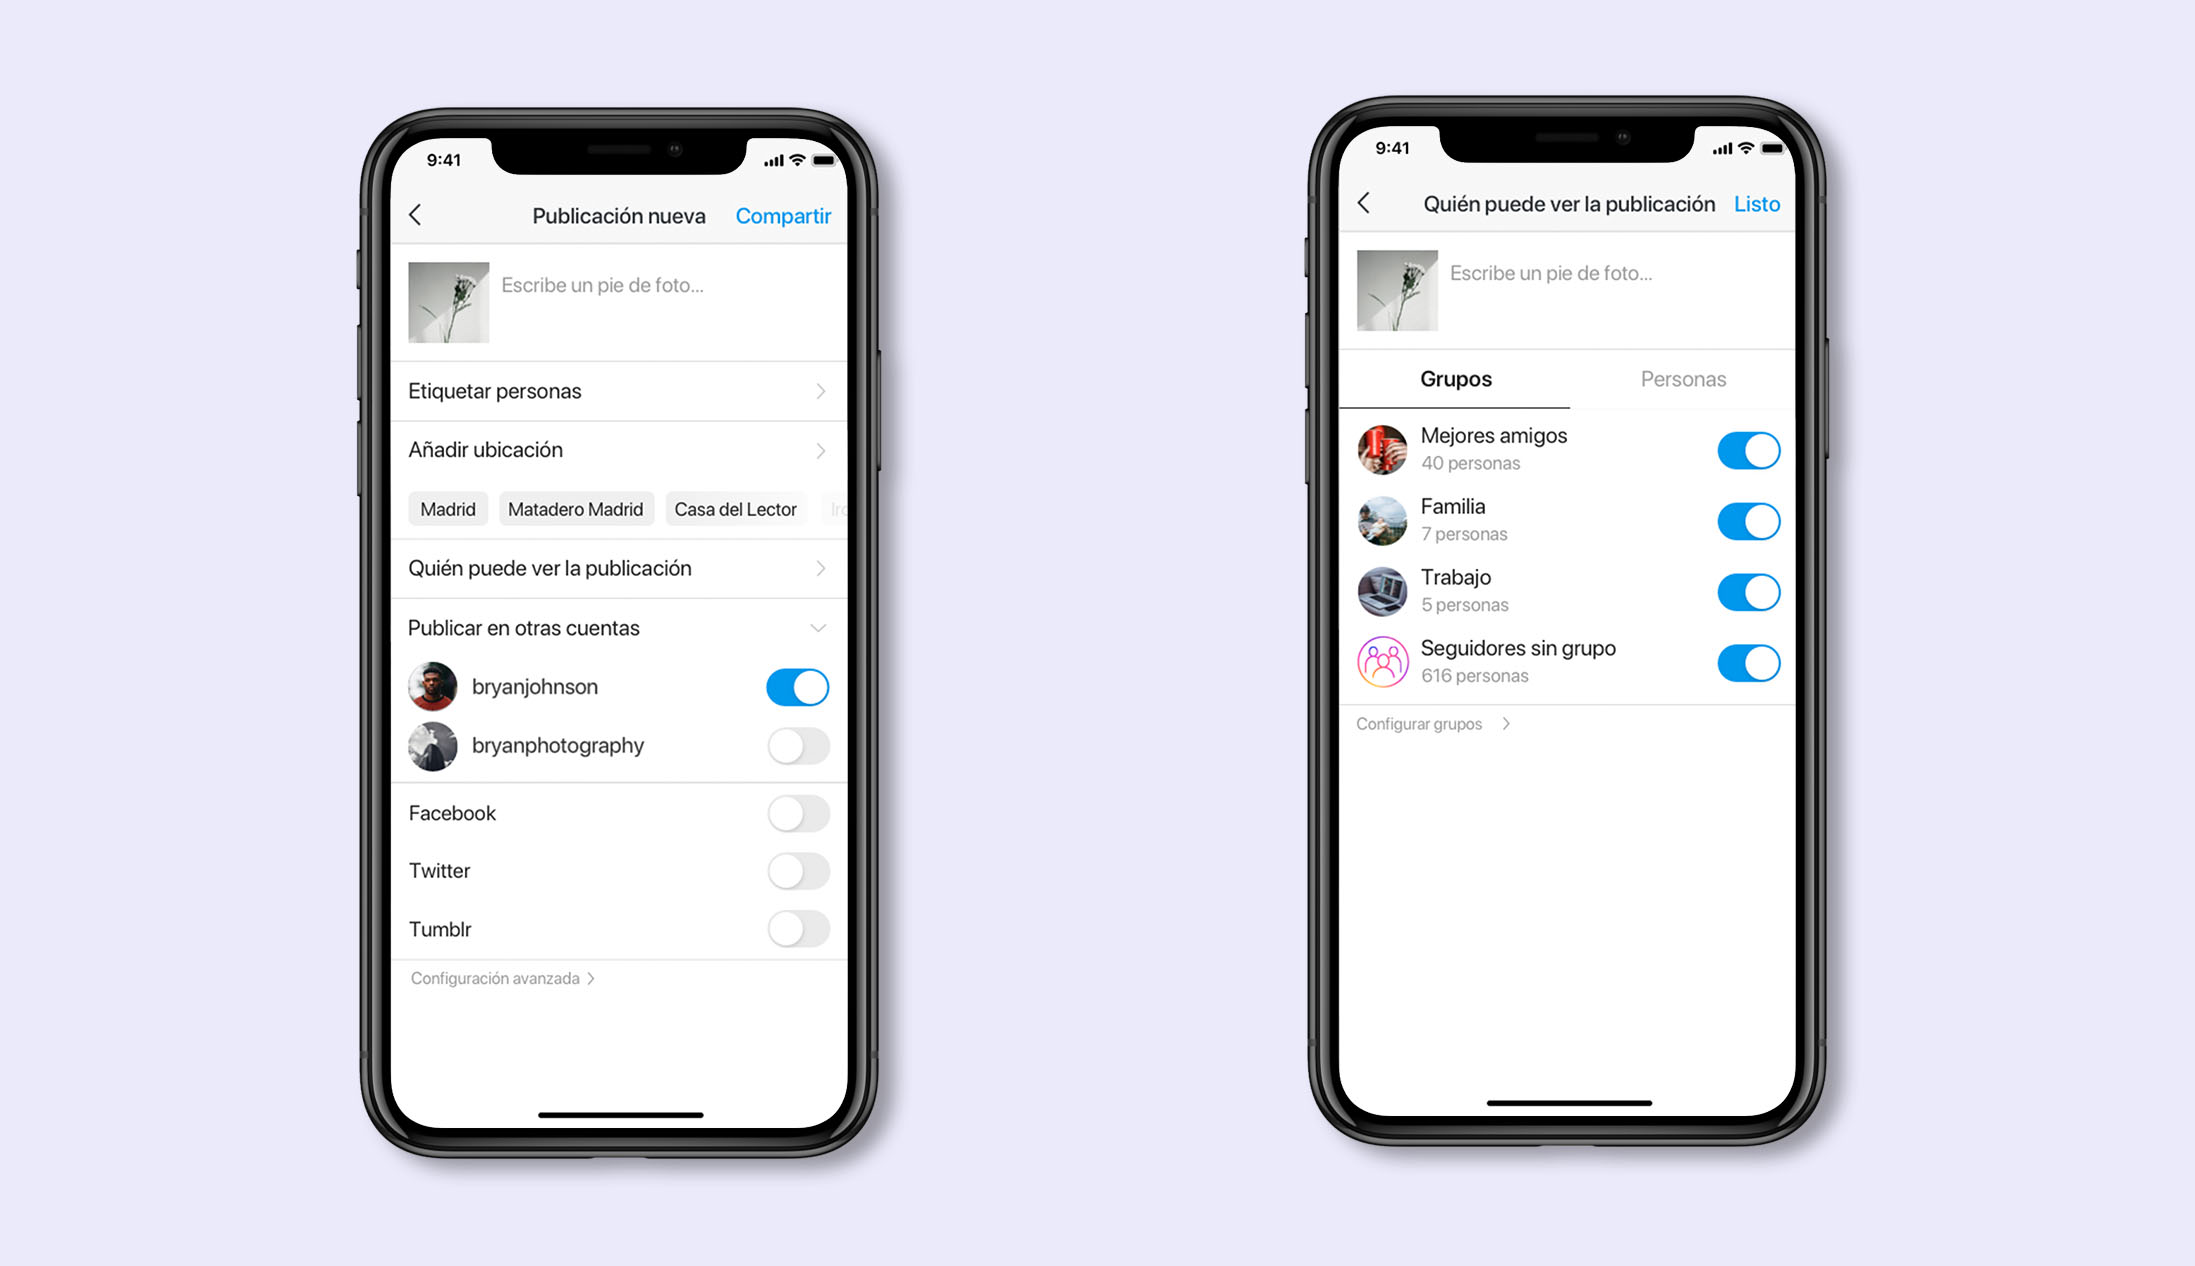 9:41
Publicación nueva
Compartir
Escribe un pie de foto...
Etiquetar personas
Añadir ubicación
Madrid
Matadero Madrid
Casa del Lector
Quién puede ver la publicación
Publicar en otras cuentas
bryanjohnson
bryanphotography
Facebook
Twitter
Tumblr
Configuración avanzada
9:41
Quién puede ver la publicación
Listo
Escribe un pie de foto...
Grupos
Personas
Mejores amigos
40 personas
Familia
7 personas
Trabajo
5 personas
Seguidores sin grupo
616 personas
Configurar grupos